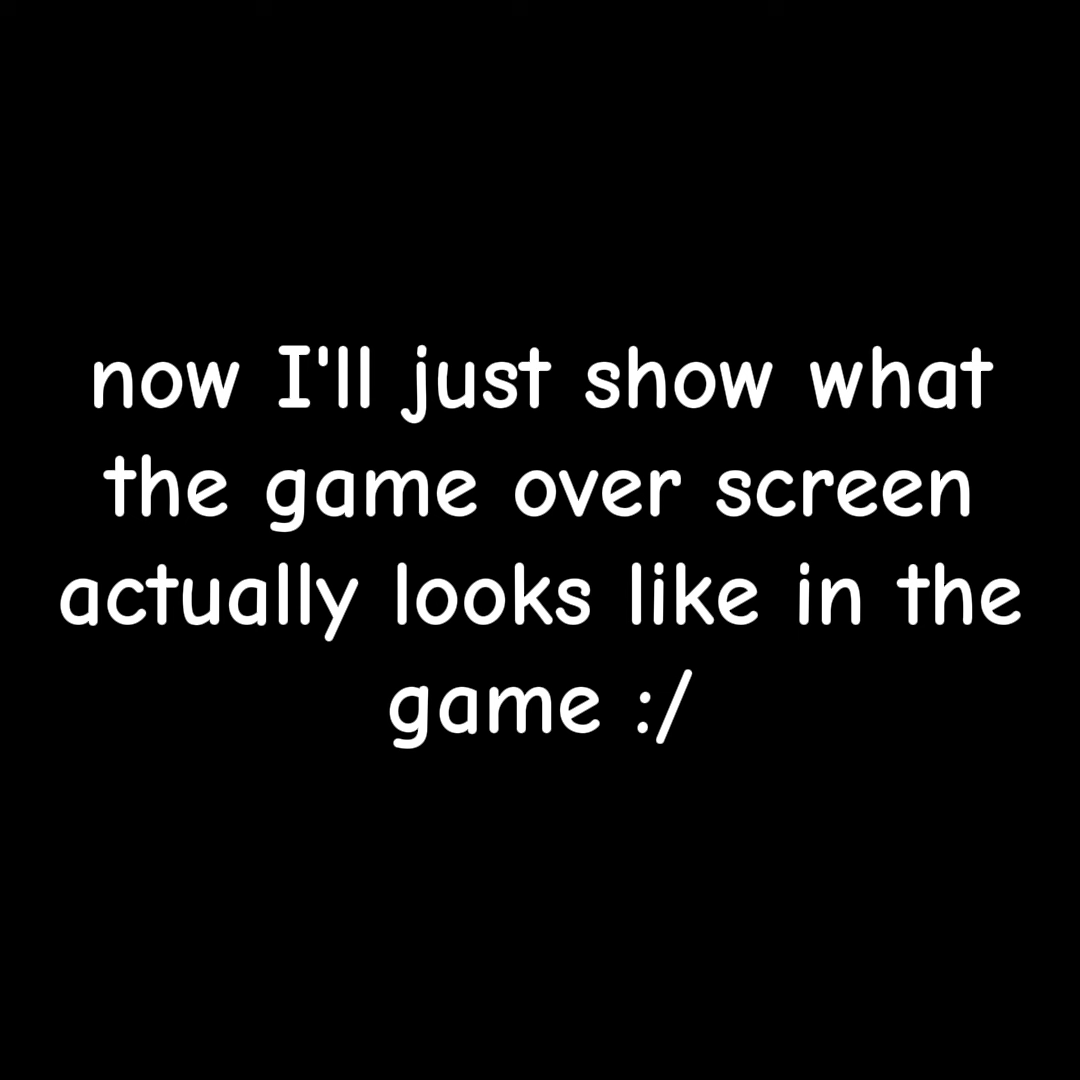 now I'll just show what
the game over screen
actually looks like in the
game :/